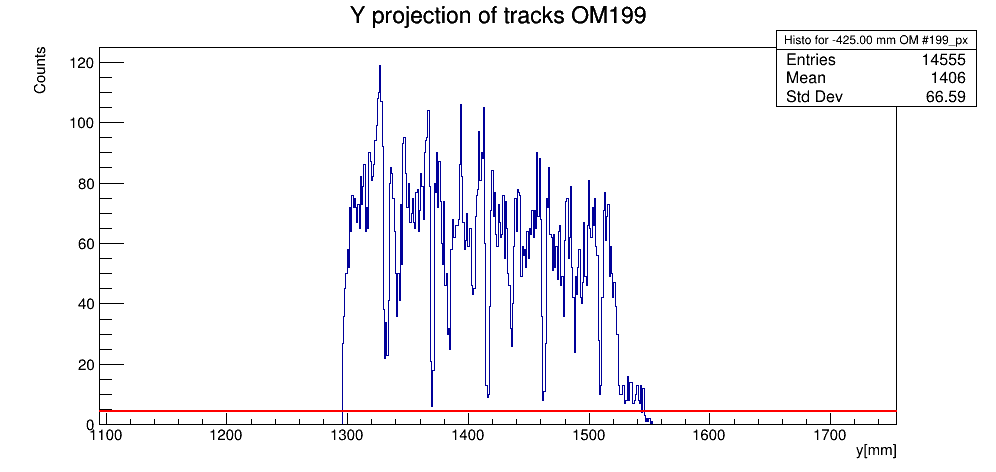 Y projection of tracks OM199
Histo for -425.00 mm OM #199_px
Entries 14555
Mean 1406
Std Dev 66.59
Counts
120
100
80
60
40
20
0
1100 1200 1300 1400 1500 1600 1700
y[mm]